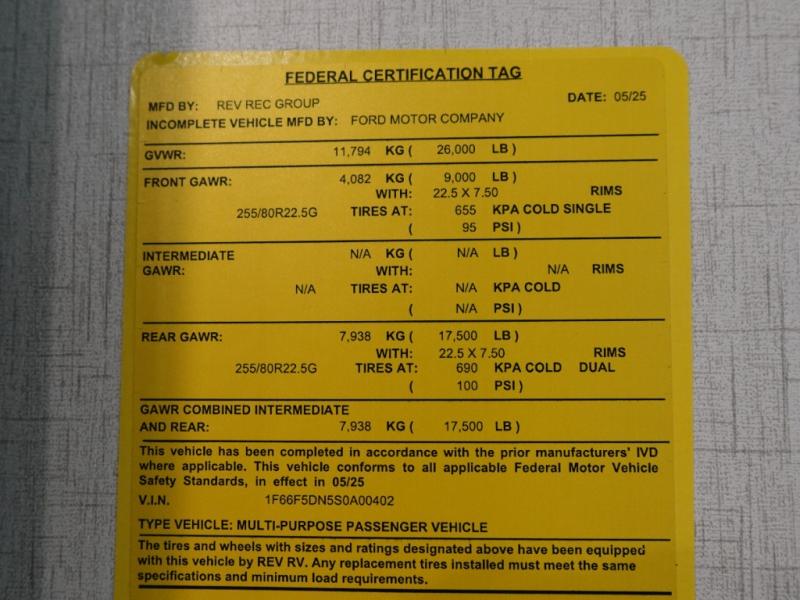 FEDERAL CERTIFICATION TAG
MFD BY: REV REC GROUP DATE: 05/25
INCOMPLETE VEHICLE MFD BY: FORD MOTOR COMPANY
GVWR: 11,794 KG ( 26,000 LB )
FRONT GAWR: 4,082 KG ( 9,000 LB )
WITH: 22.5 X 7.50 RIMS
255/80R22.5G TIRES AT: 655 KPA COLD SINGLE
( 95 PSI )
INTERMEDIATE N/A KG ( N/A LB )
GAWR: WITH: N/A RIMS
N/A TIRES AT: N/A KPA COLD
( N/A PSI )
REAR GAWR: 7,938 KG ( 17,500 LB )
WITH: 22.5 X 7.50 RIMS
255/80R22.5G TIRES AT: 690 KPA COLD DUAL
( 100 PSI )
GAWR COMBINED INTERMEDIATE
AND REAR: 7,938 KG ( 17,500 LB )
This vehicle has been completed in accordance with the prior manufacturers' IVD
where applicable. This vehicle conforms to all applicable Federal Motor Vehicle
Safety Standards, in effect in 05/25
V.I.N. 1F66F5DN5S0A00402
TYPE VEHICLE: MULTI-PURPOSE PASSENGER VEHICLE
The tires and wheels with sizes and ratings designated above have been equipped
with this vehicle by REV RV. Any replacement tires installed must meet the same
specifications and minimum load requirements.